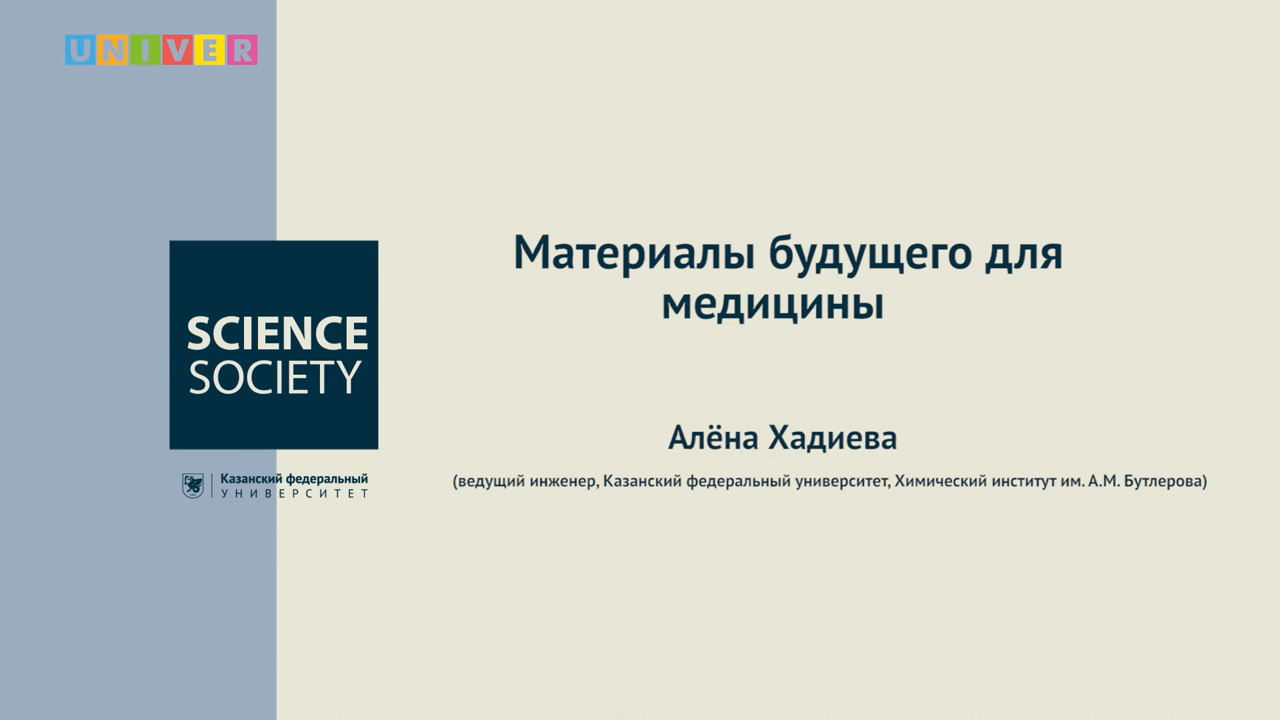 UNIVER
Материалы будущего для
медицины
SCIENCE
SOCIETY
Алёна Хадиева
Казанский федеральный
УНИВЕРСИТЕТ
(ведущий инженер, Казанский федеральный университет, Химический институт им. А.М. Бутлерова)